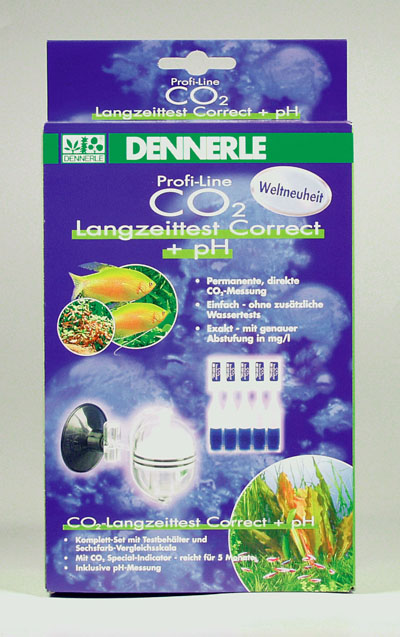 Profi-Line
CO2
Langzeittest Correct + pH
DENNERLE
DENNERLE
Profi-Line
CO2
Weltneuheit
Langzeittest Correct
+ pH
• Permanente, direkte
CO2-Messung
• Einfach - ohne zusätzliche
Wassertests
• Exakt - mit genauer
Abstufung in mg/l
CO2-Langzeittest Correct + pH
• Komplett-Set mit Testbehälter und
Sechsfarb-Vergleichsskala
• Mit CO2 Special-Indicator - reicht für 5 Monate
• Inklusive pH-Messung